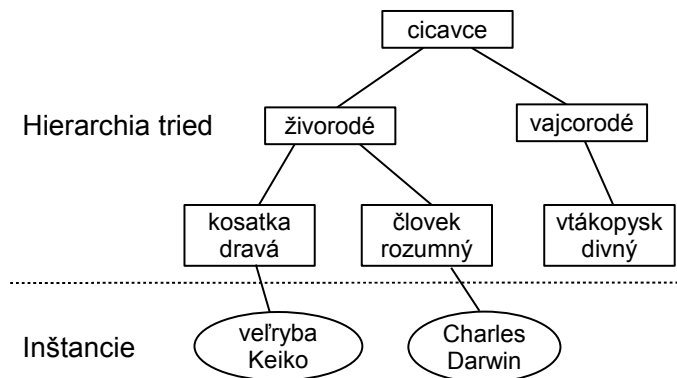 cicavce
Hierarchia tried
živorodé
vajcorodé
kosatka
dravá
človek
rozumný
vtákopysk
divný
Inštancie
veľryba
Keiko
Charles
Darwin